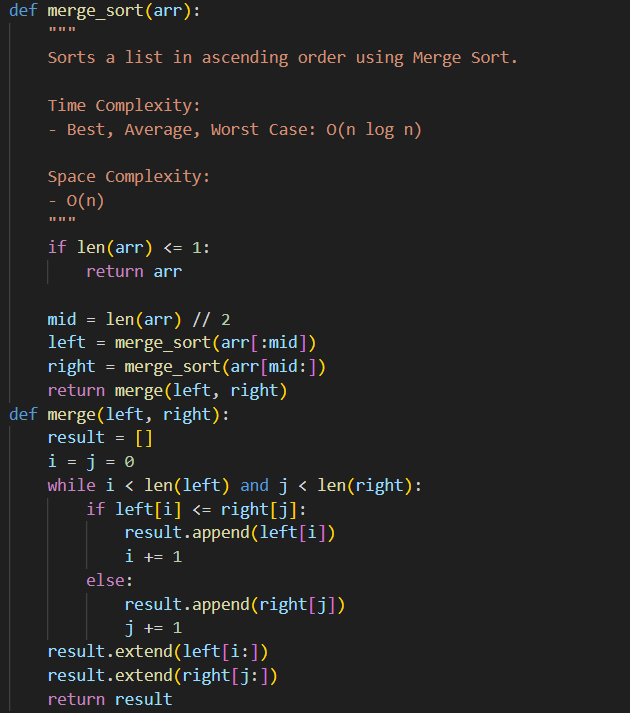 def merge_sort(arr):
    """
    Sorts a list in ascending order using Merge Sort.

    Time Complexity:
    - Best, Average, Worst Case: O(n log n)

    Space Complexity:
    - O(n)
    """
    if len(arr) <= 1:
        return arr

    mid = len(arr) // 2
    left = merge_sort(arr[:mid])
    right = merge_sort(arr[mid:])
    return merge(left, right)
def merge(left, right):
    result = []
    i = j = 0
    while i < len(left) and j < len(right):
        if left[i] <= right[j]:
            result.append(left[i])
            i += 1
        else:
            result.append(right[j])
            j += 1
    result.extend(left[i:])
    result.extend(right[j:])
    return result